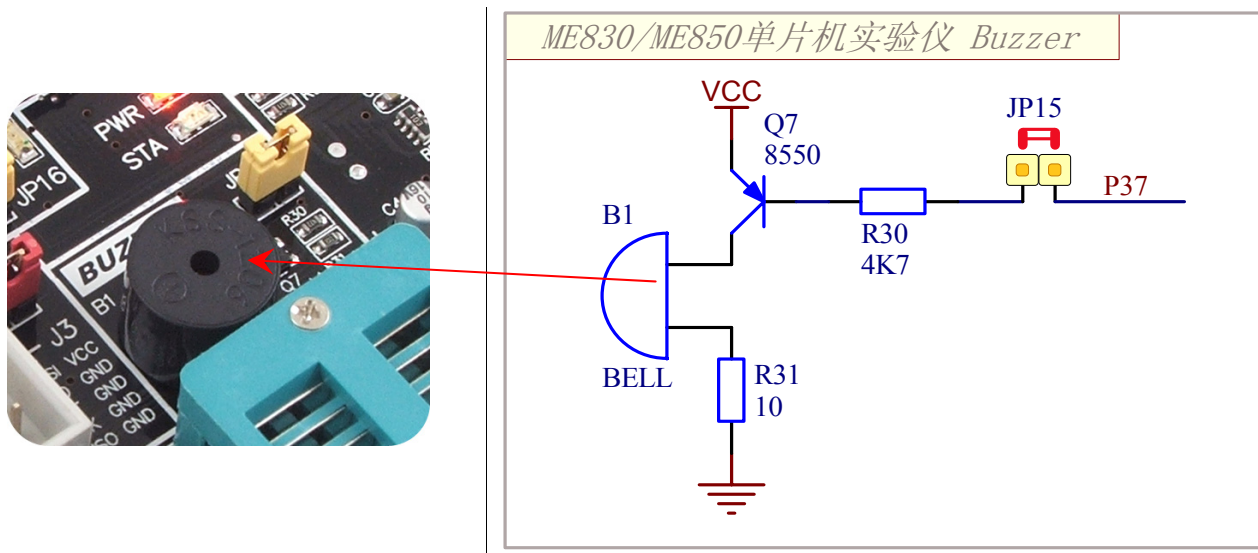 ME830/ME850单片机实验仪 Buzzer
VCC
Q7
8550
JP15
P37
B1
R30
4K7
BELL
R31
10
PWR
STA
JP16
JP
R30
BUZ
B1
Q7
J3
VCC
GND
GND
GND
GND